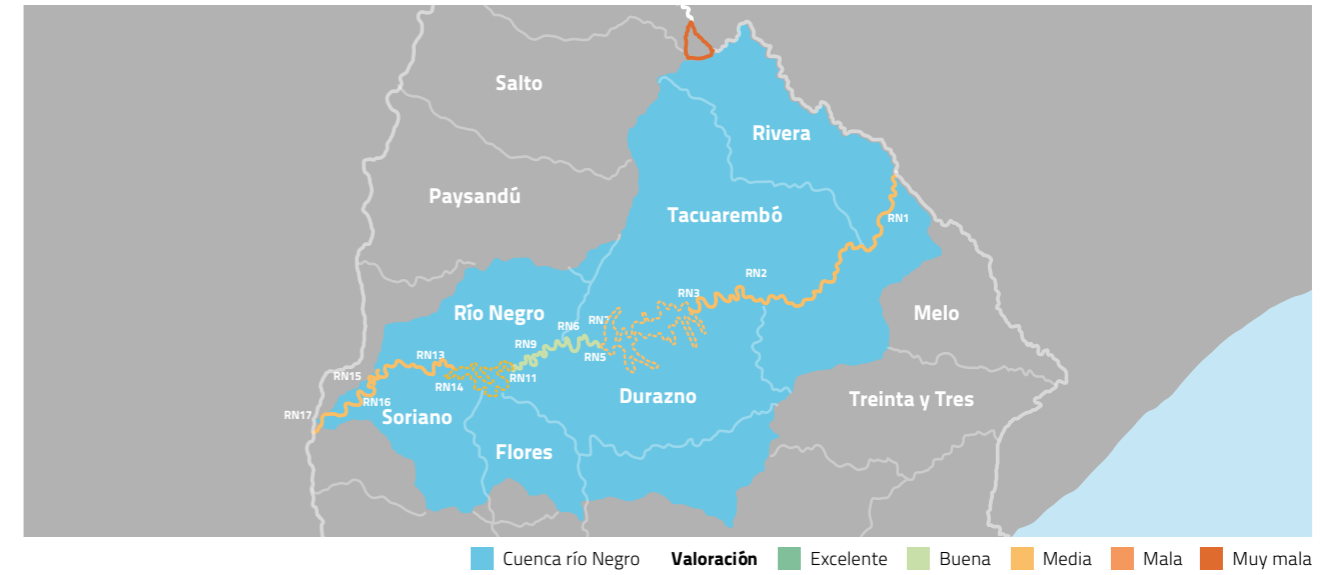 Salto
Rivera
Paysandú
Tacuarembó
RN1
RN2
RN3
Río Negro
Melo
RN6
RN7
RN9
RN5
RN13
RN11
RN15
RN14
Durazno
Treinta y Tres
RN16
RN17
Soriano
Flores
Cuenca río Negro Valoración Excelente Buena Media Mala Muy mala